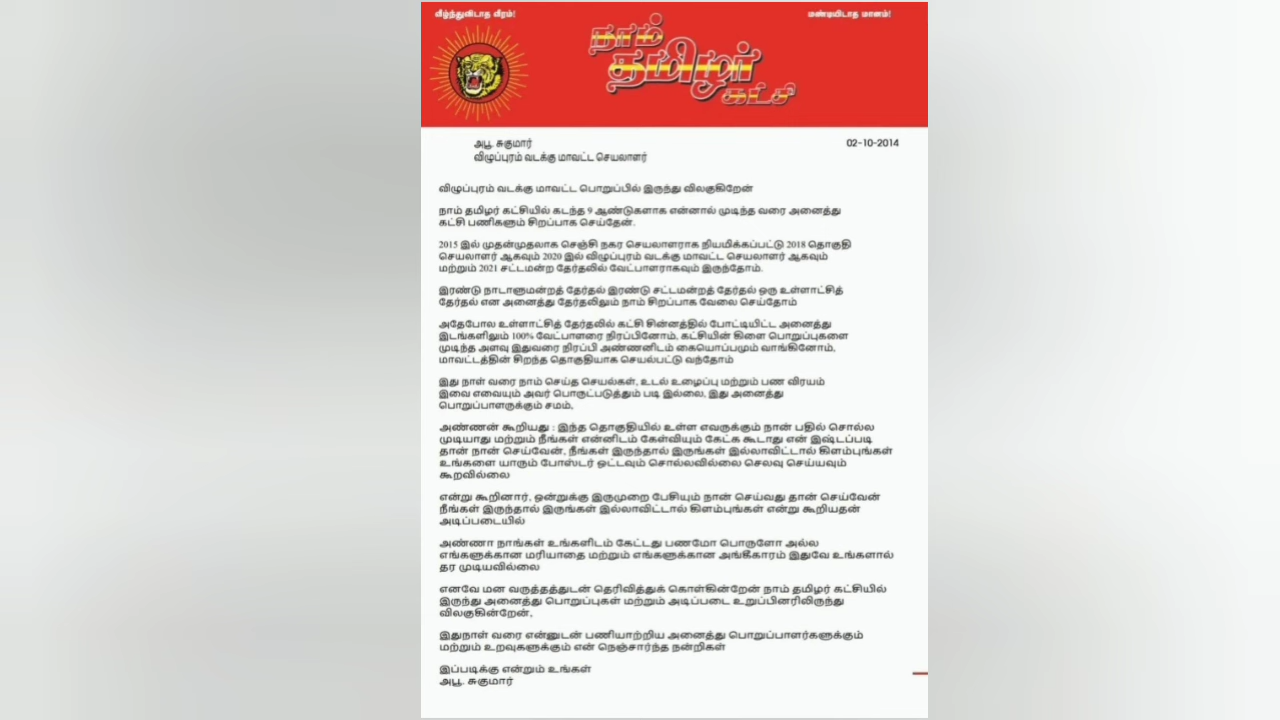 வீழ்ந்துவிடாத வீரம்!
மண்டியிடாத மானம்!
நாம்
தமிழர்
கட்சி
அபூ. சுகுமார்
02-10-2014
விழுப்புரம் வடக்கு மாவட்ட செயலாளர்
விழுப்புரம் வடக்கு மாவட்ட பொறுப்பில் இருந்து விலகுகிறேன்
நாம் தமிழர் கட்சியில் கடந்த 9 ஆண்டுகளாக என்னால் முடிந்த வரை அனைத்து
கட்சி பணிகளும் சிறப்பாக செய்தேன்.
2015 இல் முதன்முதலாக செஞ்சி நகர செயலாளராக நியமிக்கப்பட்டு 2018 தொகுதி
செயலாளர் ஆகவும் 2020 இல் விழுப்புரம் வடக்கு மாவட்ட செயலாளர் ஆகவும்
மற்றும் 2021 சட்டமன்ற தேர்தலில் வேட்பாளராகவும் இருந்தோம்.
இரண்டு நாடாளுமன்றத் தேர்தல் இரண்டு சட்டமன்றத் தேர்தல் ஒரு உள்ளாட்சித்
தேர்தல் என அனைத்து தேர்தலிலும் நாம் சிறப்பாக வேலை செய்தோம்
அதேபோல உள்ளாட்சித் தேர்தலில் கட்சி சின்னத்தில் போட்டியிட்ட அனைத்து
இடங்களிலும் 100% வேட்பாளரை நிரப்பினோம், கட்சியின் கிளை பொறுப்புகளை
முடிந்த அளவு இதுவரை நிரப்பி அண்ணனிடம் கையொப்பமும் வாங்கினோம்,
மாவட்டத்தின் சிறந்த தொகுதியாக செயல்பட்டு வந்தோம்
இது நாள் வரை நாம் செய்த செயல்கள், உடல் உழைப்பு மற்றும் பண விரயம்
இவை எவையும் அவர் பொருட்படுத்தும் படி இல்லை, இது அனைத்து
பொறுப்பாளருக்கும் சமம்,
அண்ணன் கூறியது : இந்த தொகுதியில் உள்ள எவருக்கும் நான் பதில் சொல்ல
முடியாது மற்றும் நீங்கள் என்னிடம் கேள்வியும் கேட்க கூடாது என் இஷ்டப்படி
தான் நான் செய்வேன், நீங்கள் இருந்தால் இருங்கள் இல்லாவிட்டால் கிளம்புங்கள்
உங்களை யாரும் போஸ்டர் ஒட்டவும் சொல்லவில்லை செலவு செய்யவும்
கூறவில்லை
என்று கூறினார், ஒன்றுக்கு இருமுறை பேசியும் நான் செய்வது தான் செய்வேன்
நீங்கள் இருந்தால் இருங்கள் இல்லாவிட்டால் கிளம்புங்கள் என்று கூறியதன்
அடிப்படையில்
அண்ணா நாங்கள் உங்களிடம் கேட்டது பணமோ பொருளோ அல்ல
எங்களுக்கான மரியாதை மற்றும் எங்களுக்கான அங்கீகாரம் இதுவே உங்களால்
தர முடியவில்லை
எனவே மன வருத்தத்துடன் தெரிவித்துக் கொள்கின்றேன் நாம் தமிழர் கட்சியில்
இருந்து அனைத்து பொறுப்புகள் மற்றும் அடிப்படை உறுப்பினரிலிருந்து
விலகுகின்றேன்,
இதுநாள் வரை என்னுடன் பணியாற்றிய அனைத்து பொறுப்பாளர்களுக்கும்
மற்றும் உறவுகளுக்கும் என் நெஞ்சார்ந்த நன்றிகள்
இப்படிக்கு என்றும் உங்கள்
அபூ. சுகுமார்